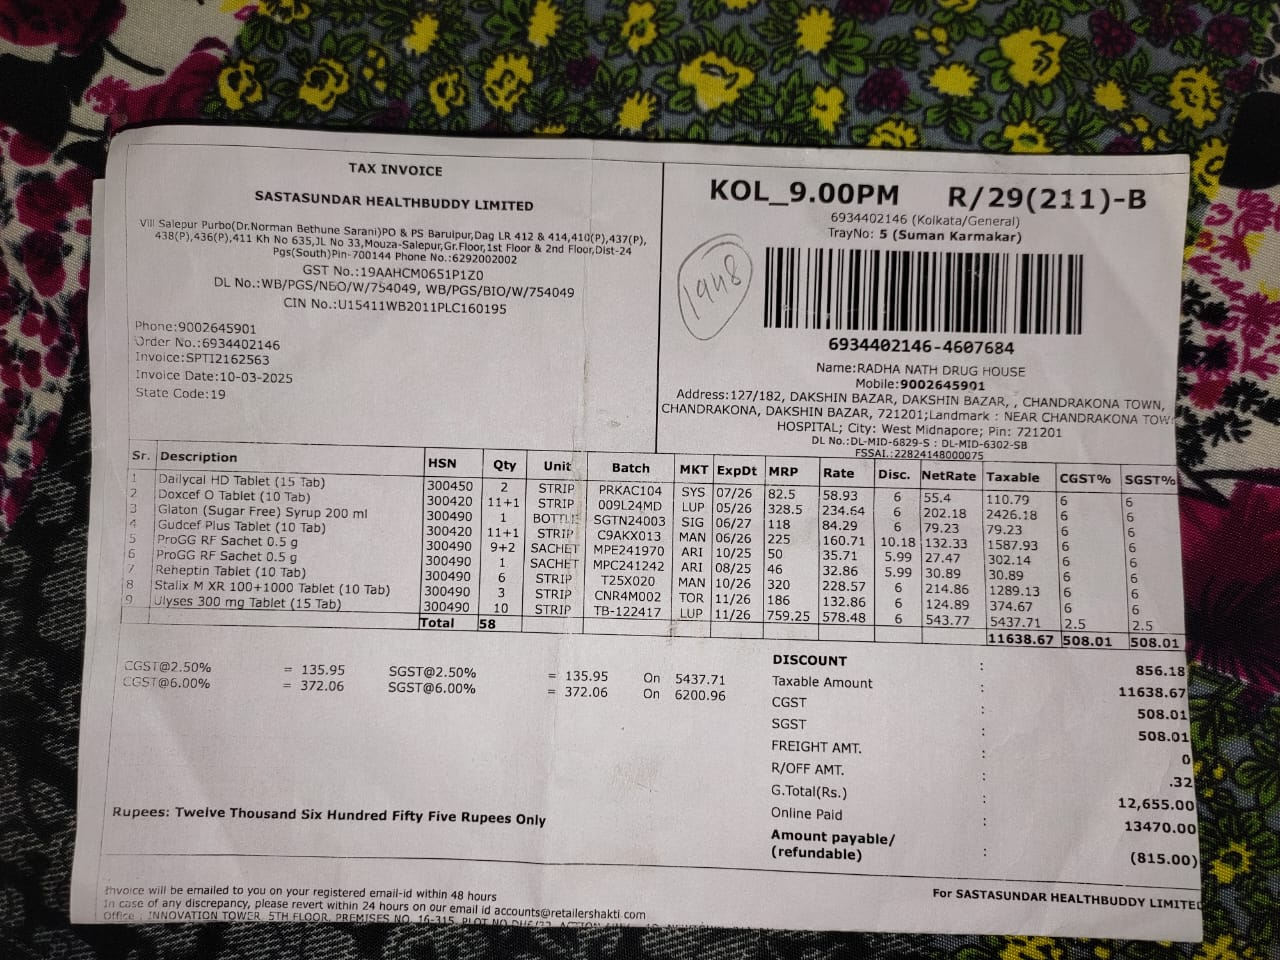 TAX INVOICE
SASTASUNDAR HEALTHBUDDY LIMITED
Vill Salepur Purbo(Dr.Norman Bethune Sarani)PO & PS Baruipur,Dag LR 412 & 414,410(P),437(P),
438(P),436(P),411 Kh No 635,JL No 33,Mouza-Salepur,Gr.Floor,1st Floor & 2nd Floor,Dist-24
Pgs(South)Pin-700144 Phone No.:6292002002
GST No.:19AAHCM0651P1Z0
DL No.:WB/PGS/NBO/W/754049, WB/PGS/BIO/W/754049
CIN No.:U15411WB2011PLC160195
Phone:9002645901
Order No.:6934402146
Invoice:SPTI2162563
Invoice Date:10-03-2025
State Code:19
KOL_9.00PM R/29(211)-B
6934402146 (Kolkata/General)
TrayNo: 5 (Suman Karmakar)
1948
6934402146-4607684
Name:RADHA NATH DRUG HOUSE
Mobile:9002645901
Address:127/182, DAKSHIN BAZAR, DAKSHIN BAZAR, , CHANDRAKONA TOWN,
CHANDRAKONA, DAKSHIN BAZAR, 721201;Landmark : NEAR CHANDRAKONA TOW
HOSPITAL; City: West Midnapore; Pin: 721201
DL No.:DL-MID-6829-S : DL-MID-6302-SB
FSSAI.:22824148000075
Sr. Description HSN Qty Unit Batch MKT ExpDt MRP Rate Disc. NetRate Taxable CGST% SGST%
1 Dailycal HD Tablet (15 Tab) 300450 2 STRIP PRKAC104 SYS 07/26 82.5 58.93 6 55.4 110.79 6 6
2 Doxcef O Tablet (10 Tab) 300420 11+1 STRIP 009L24MD LUP 05/26 328.5 234.64 6 202.18 2426.18 6 6
3 Glaton (Sugar Free) Syrup 200 ml 300490 1 BOTTLE SGTN24003 SIG 06/27 118 84.29 6 79.23 79.23 6 6
4 Gudcef Plus Tablet (10 Tab) 300420 11+1 STRIP C9AKX013 MAN 06/26 225 160.71 10.18 132.33 1587.93 6 6
5 ProGG RF Sachet 0.5 g 300490 9+2 SACHET MPE241970 ARI 10/25 50 35.71 5.99 27.47 302.14 6 6
6 ProGG RF Sachet 0.5 g 300490 1 SACHET MPC241242 ARI 08/25 46 32.86 5.99 30.89 30.89 6 6
7 Reheptin Tablet (10 Tab) 300490 6 STRIP T25X020 MAN 10/26 320 228.57 6 214.86 1289.13 6 6
8 Stalix M XR 100+1000 Tablet (10 Tab) 300490 3 STRIP CNR4M002 TOR 11/26 186 132.86 6 124.89 374.67 6 6
9 Ulyses 300 mg Tablet (15 Tab) 300490 10 STRIP TB-122417 LUP 11/26 759.25 578.48 6 543.77 5437.71 2.5 2.5
Total 58 11638.67 508.01 508.01
CGST@2.50% = 135.95 SGST@2.50% = 135.95 On 5437.71
CGST@6.00% = 372.06 SGST@6.00% = 372.06 On 6200.96
DISCOUNT : 856.18
Taxable Amount : 11638.67
CGST : 508.01
SGST : 508.01
FREIGHT AMT. : 0
R/OFF AMT. : .32
G.Total(Rs.) : 12,655.00
Online Paid : 13470.00
Amount payable/
(refundable) : (815.00)
Rupees: Twelve Thousand Six Hundred Fifty Five Rupees Only
For SASTASUNDAR HEALTHBUDDY LIMITED
Invoice will be emailed to you on your registered email-id within 48 hours
In case of any discrepancy, please revert within 24 hours on our email id accounts@retailershakti.com
Office : INNOVATION TOWER, 5TH FLOOR, PREMISES NO. 16-315, PLOT NO